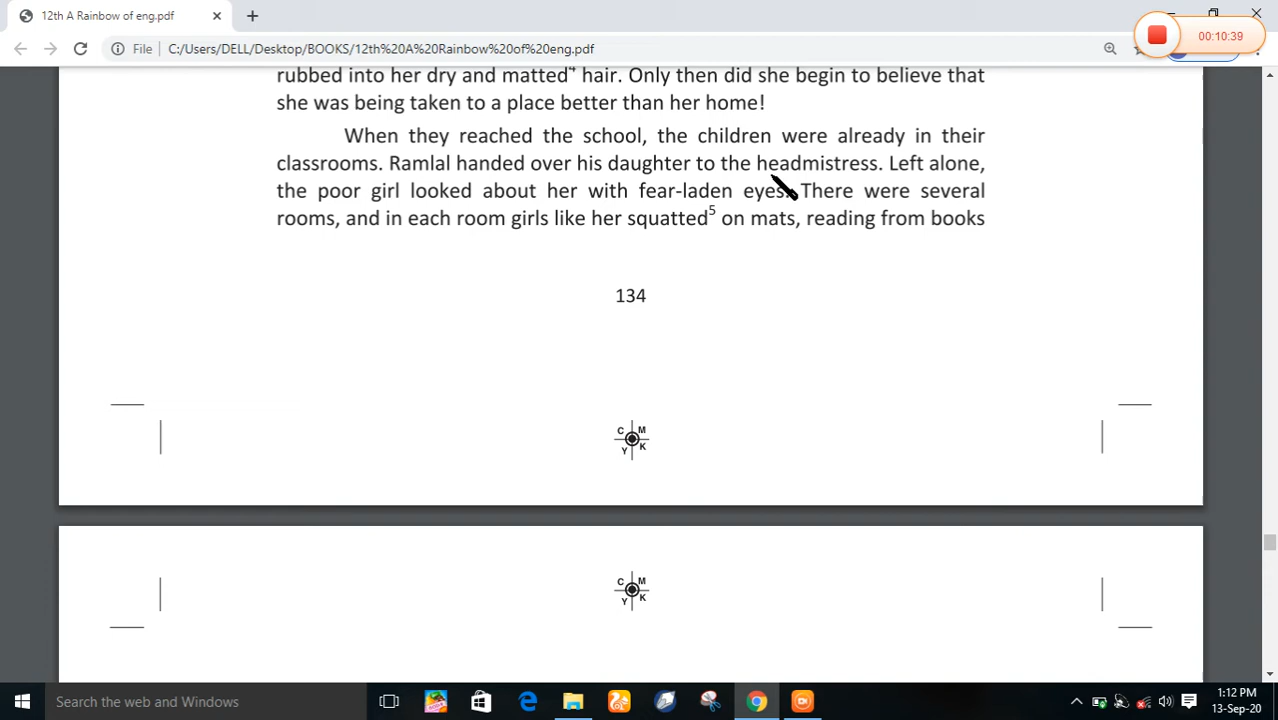 12th A Rainbow of eng.pdf
00:10:39
File
C:/Users/DELL/Desktop/BOOKS/12th%20A%20Rainbow%20of%20eng.pdf
rubbed into her dry and matted4 hair. Only then did she begin to believe that
she was being taken to a place better than her home!
When they reached the school, the children were already in their
classrooms. Ramlal handed over his daughter to the headmistress. Left alone,
the poor girl looked about her with fear-laden eyes. There were several
rooms, and in each room girls like her squatted5 on mats, reading from books
134
C M
Y K
C M
Y K
Search the web and Windows
1:12 PM
13-Sep-20